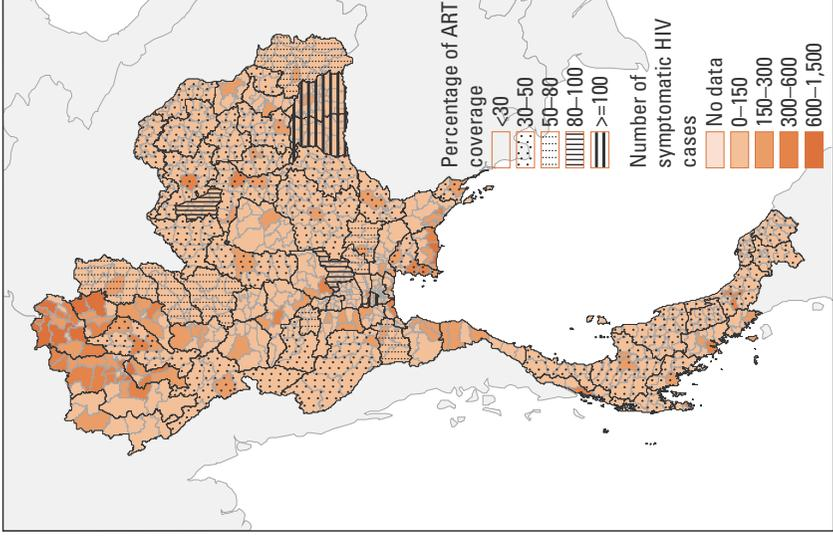 Percentage of ART
coverage
<30
30–50
50–80
80–100
>=100
Number of
symptomatic HIV
cases
No data
0–150
150–300
300–600
600–1,500